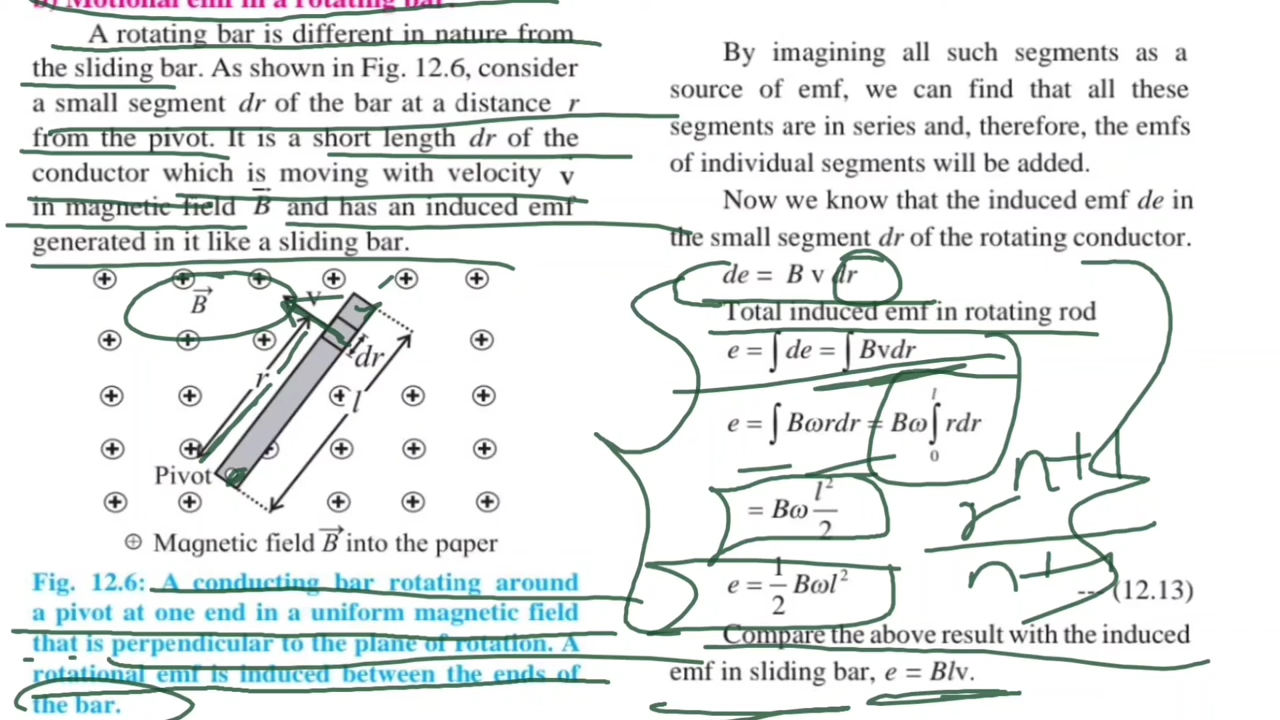 b) Motional emf in a rotating bar:
A rotating bar is different in nature from
the sliding bar. As shown in Fig. 12.6, consider
a small segment dr of the bar at a distance r
from the pivot. It is a short length dr of the
conductor which is moving with velocity v
in magnetic field B⃗ and has an induced emf
generated in it like a sliding bar.
B⃗
v
dr
r
l
Pivot
⊕ Magnetic field B⃗ into the paper
Fig. 12.6: A conducting bar rotating around
a pivot at one end in a uniform magnetic field
that is perpendicular to the plane of rotation. A
rotational emf is induced between the ends of
the bar.
By imagining all such segments as a
source of emf, we can find that all these
segments are in series and, therefore, the emfs
of individual segments will be added.
Now we know that the induced emf de in
the small segment dr of the rotating conductor.
de = B v dr
Total induced emf in rotating rod
e = ∫ de = ∫ Bvdr
e = ∫ Bωrdr = Bω ∫₀ˡ rdr
= Bω l²/2
e = 1/2 Bωl² --- (12.13)
r n+1
n+1
Compare the above result with the induced
emf in sliding bar, e = Blv.